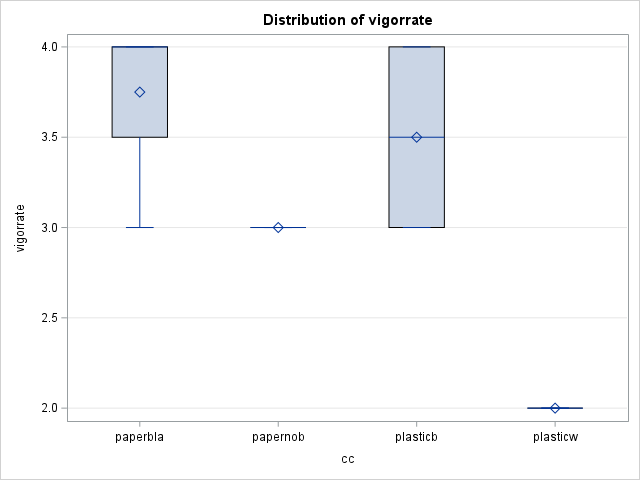 Distribution of vigorrate
4.0
3.5
3.0
2.5
2.0
vigorrate
paperbla papernob plasticb plasticw
cc